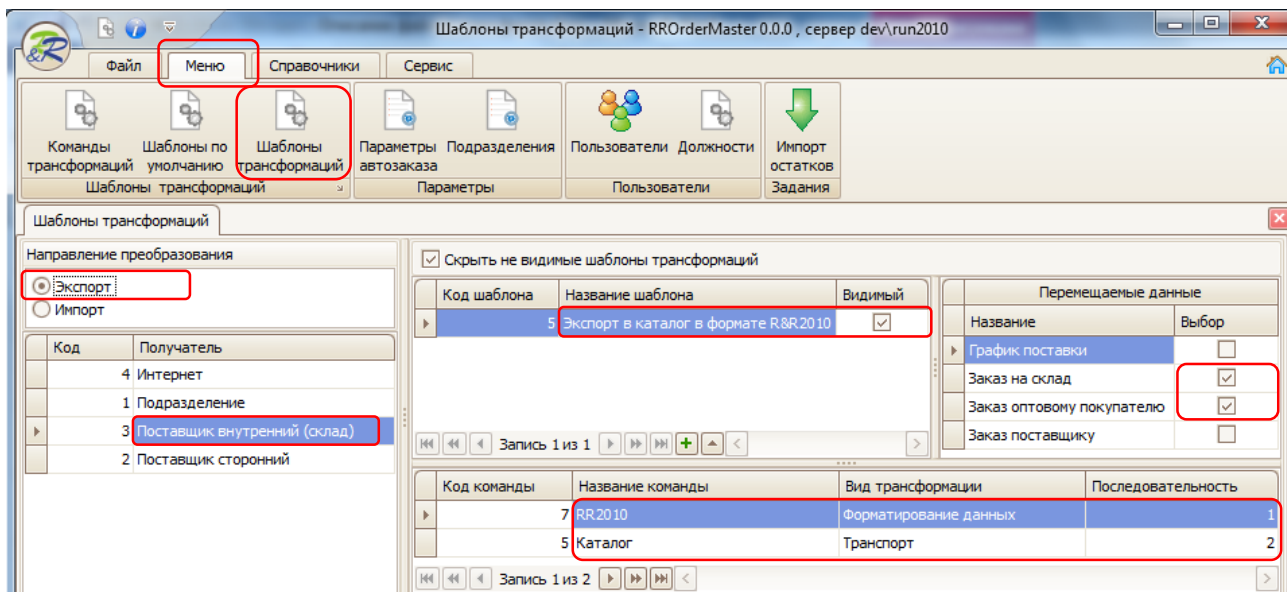 Шаблоны трансформаций - RROrderMaster 0.0.0 , сервер dev\run2010
&R
Файл Меню Справочники Сервис
Команды трансформаций Шаблоны по умолчанию Шаблоны трансформаций Параметры автозаказа Подразделения Пользователи Должности Импорт остатков
Шаблоны трансформаций Параметры Пользователи Задания
Шаблоны трансформаций
Направление преобразования
Экспорт
Импорт
Код Получатель
4 Интернет
1 Подразделение
3 Поставщик внутренний (склад)
2 Поставщик сторонний
Скрыть не видимые шаблоны трансформаций
Код шаблона Название шаблона Видимый
5 Экспорт в каталог в формате R&R2010
Запись 1 из 1
Перемещаемые данные
Название Выбор
График поставки
Заказ на склад
Заказ оптовому покупателю
Заказ поставщику
Код команды Название команды Вид трансформации Последовательность
7 RR2010 Форматирование данных 1
5 Каталог Транспорт 2
Запись 1 из 2